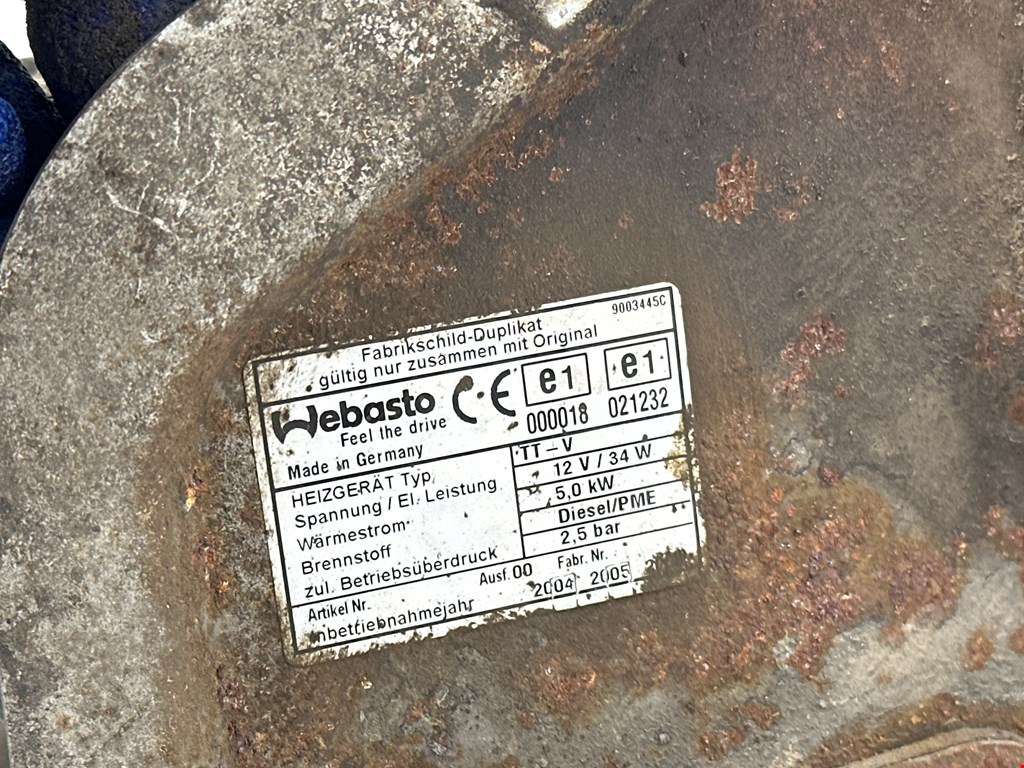 9003445C
Fabrikschild-Duplikat
gültig nur zusammen mit Original
Webasto CE e1 e1
Feel the drive 000018 021232
Made in Germany
HEIZGERÄT Typ TT-V
Spannung / El. Leistung 12 V / 34 W
Wärmestrom 5,0 kW
Brennstoff Diesel/PME
zul. Betriebsüberdruck 2,5 bar
Artikel Nr. Ausf. 00 Fabr. Nr.
Inbetriebnahmejahr 2004 2005